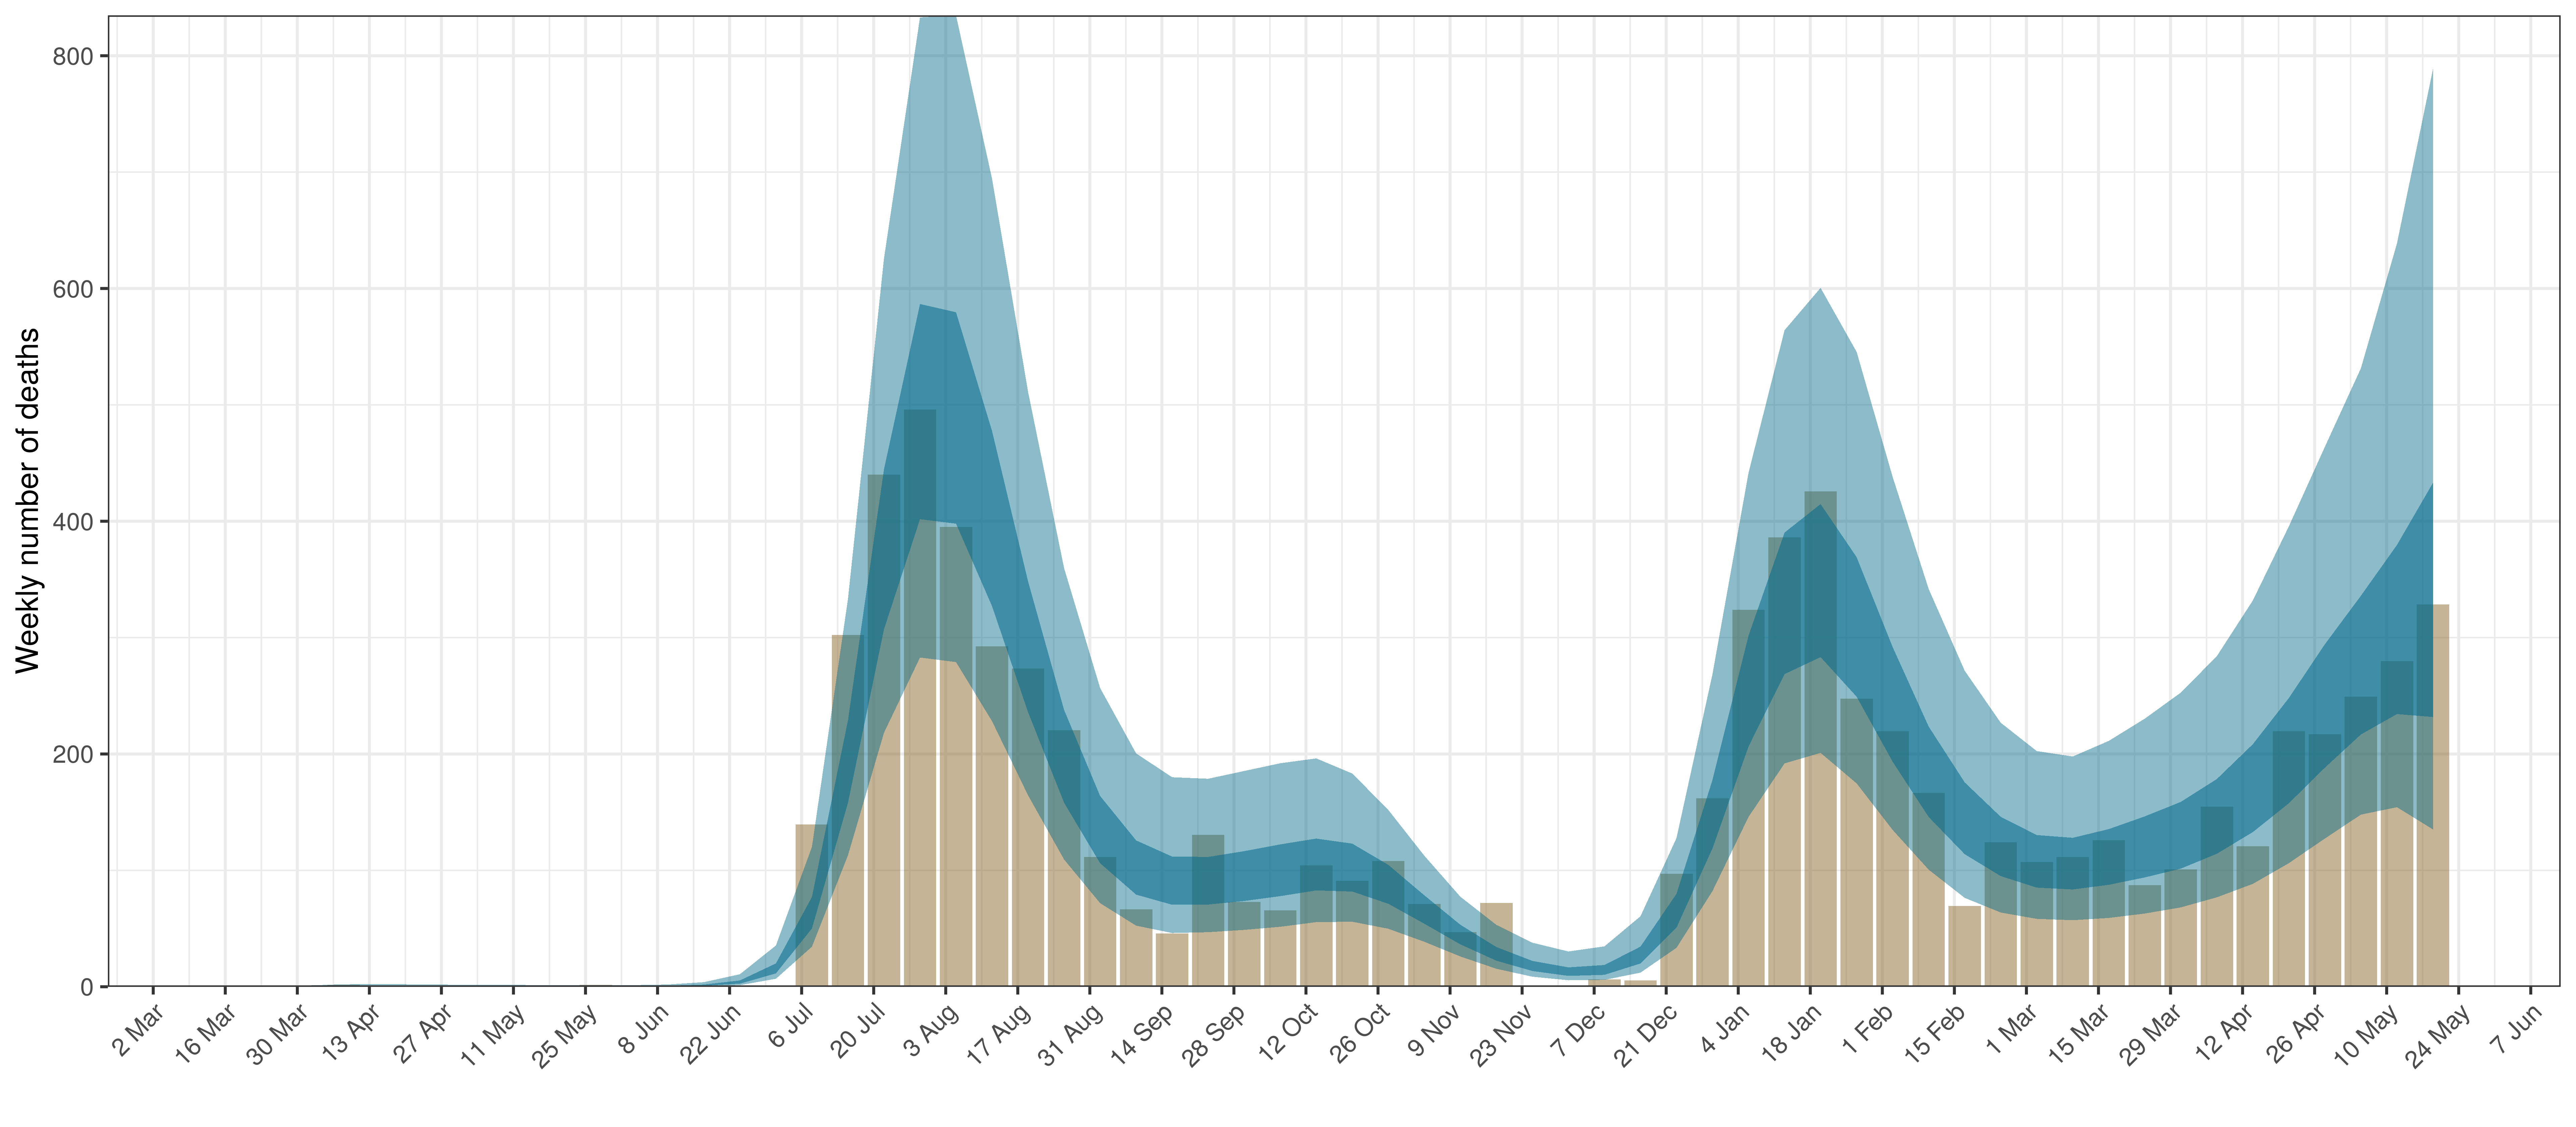 Weekly number of deaths
800
600
400
200
0
2 Mar
16 Mar
30 Mar
13 Apr
27 Apr
11 May
25 May
8 Jun
22 Jun
6 Jul
20 Jul
3 Aug
17 Aug
31 Aug
14 Sep
28 Sep
12 Oct
26 Oct
9 Nov
23 Nov
7 Dec
21 Dec
4 Jan
18 Jan
1 Feb
15 Feb
1 Mar
15 Mar
29 Mar
12 Apr
26 Apr
10 May
24 May
7 Jun